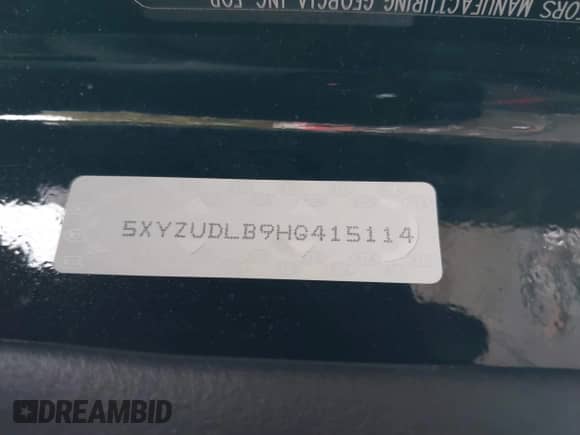 ORS MANUFACTURING GEORGIA, INC. FOR
5XYZUDLB9HG415114
DREAMBID